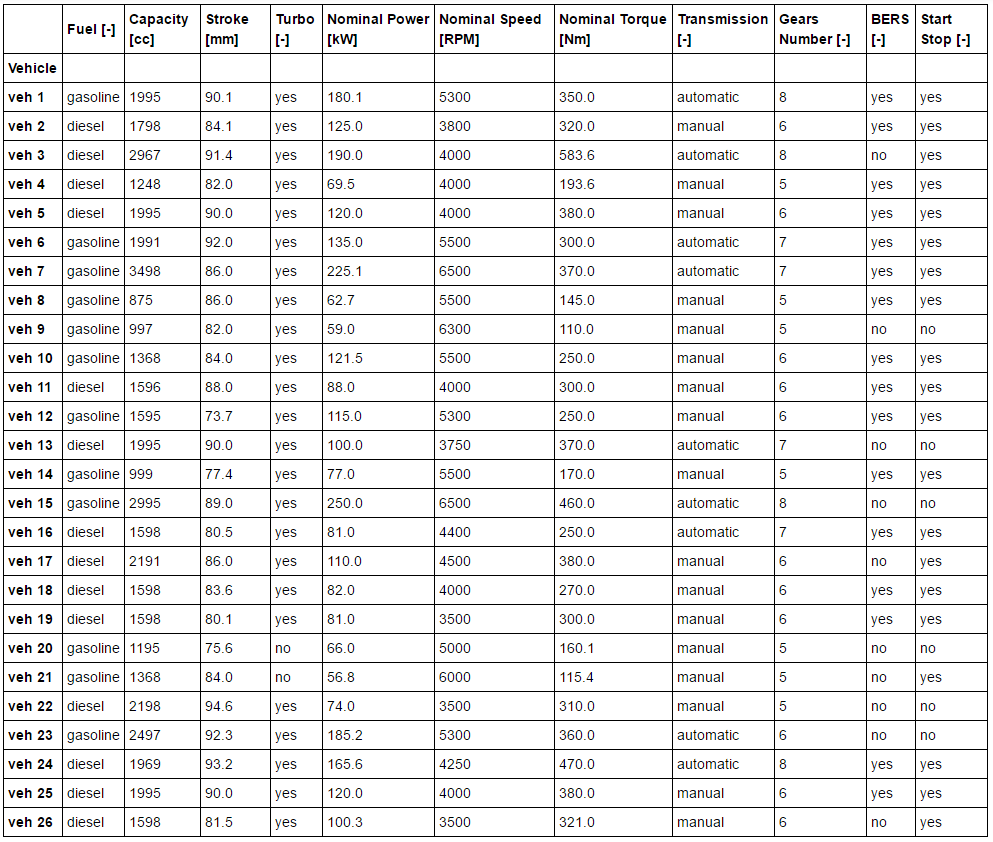 Fuel [-] Capacity [cc] Stroke [mm] Turbo [-] Nominal Power [kW] Nominal Speed [RPM] Nominal Torque [Nm] Transmission [-] Gears Number [-] BERS [-] Start Stop [-]
Vehicle
veh 1 gasoline 1995 90.1 yes 180.1 5300 350.0 automatic 8 yes yes
veh 2 diesel 1798 84.1 yes 125.0 3800 320.0 manual 6 yes yes
veh 3 diesel 2967 91.4 yes 190.0 4000 583.6 automatic 8 no yes
veh 4 diesel 1248 82.0 yes 69.5 4000 193.6 manual 5 yes yes
veh 5 diesel 1995 90.0 yes 120.0 4000 380.0 manual 6 yes yes
veh 6 gasoline 1991 92.0 yes 135.0 5500 300.0 automatic 7 yes yes
veh 7 gasoline 3498 86.0 yes 225.1 6500 370.0 automatic 7 yes yes
veh 8 gasoline 875 86.0 yes 62.7 5500 145.0 manual 5 yes yes
veh 9 gasoline 997 82.0 yes 59.0 6300 110.0 manual 5 no no
veh 10 gasoline 1368 84.0 yes 121.5 5500 250.0 manual 6 yes yes
veh 11 diesel 1596 88.0 yes 88.0 4000 300.0 manual 6 yes yes
veh 12 gasoline 1595 73.7 yes 115.0 5300 250.0 manual 6 yes yes
veh 13 diesel 1995 90.0 yes 100.0 3750 370.0 automatic 7 no no
veh 14 gasoline 999 77.4 yes 77.0 5500 170.0 manual 5 yes yes
veh 15 gasoline 2995 89.0 yes 250.0 6500 460.0 automatic 8 no no
veh 16 diesel 1598 80.5 yes 81.0 4400 250.0 automatic 7 yes yes
veh 17 diesel 2191 86.0 yes 110.0 4500 380.0 manual 6 no yes
veh 18 diesel 1598 83.6 yes 82.0 4000 270.0 manual 6 yes yes
veh 19 diesel 1598 80.1 yes 81.0 3500 300.0 manual 6 yes yes
veh 20 gasoline 1195 75.6 no 66.0 5000 160.1 manual 5 no no
veh 21 gasoline 1368 84.0 no 56.8 6000 115.4 manual 5 no yes
veh 22 diesel 2198 94.6 yes 74.0 3500 310.0 manual 5 no no
veh 23 gasoline 2497 92.3 yes 185.2 5300 360.0 automatic 6 no no
veh 24 diesel 1969 93.2 yes 165.6 4250 470.0 automatic 8 yes yes
veh 25 diesel 1995 90.0 yes 120.0 4000 380.0 manual 6 yes yes
veh 26 diesel 1598 81.5 yes 100.3 3500 321.0 manual 6 no yes